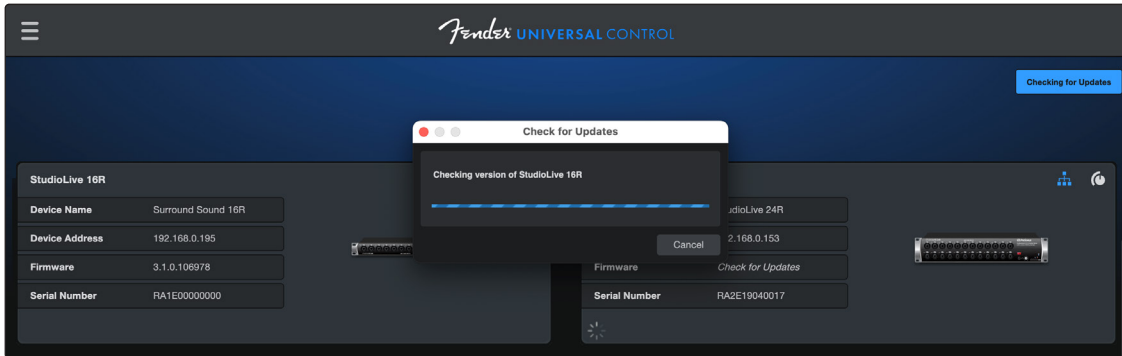 Fender UNIVERSAL CONTROL
Checking for Updates
Check for Updates
Checking version of StudioLive 16R
Cancel
StudioLive 16R
Device Name Surround Sound 16R
Device Address 192.168.0.195
Firmware 3.1.0.106978
Serial Number RA1E00000000
udioLive 24R
2.168.0.153
Firmware Check for Updates
Serial Number RA2E19040017